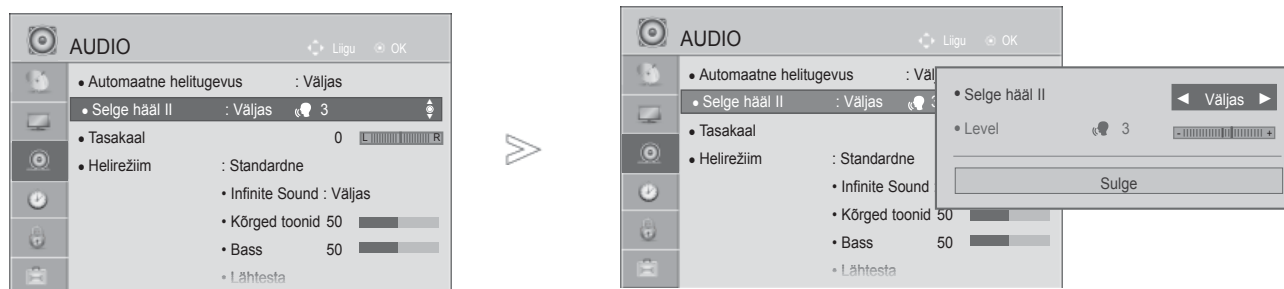 AUDIO
Liigu OK
• Automaatne helitugevus : Väljas
• Selge hääl II : Väljas 3
• Tasakaal 0 L R
• Helirežiim : Standardne
• Infinite Sound : Väljas
• Kõrged toonid 50
• Bass 50
• Lähtesta
>
AUDIO
Liigu OK
• Automaatne helitugevus : Väl
• Selge hääl II : Väljas
• Tasakaal
• Helirežiim : Standardne
• Infinite Sound :
• Kõrged toonid 50
• Bass 50
• Lähtesta
• Selge hääl II ◄ Väljas ►
• Level 3 - +
Sulge